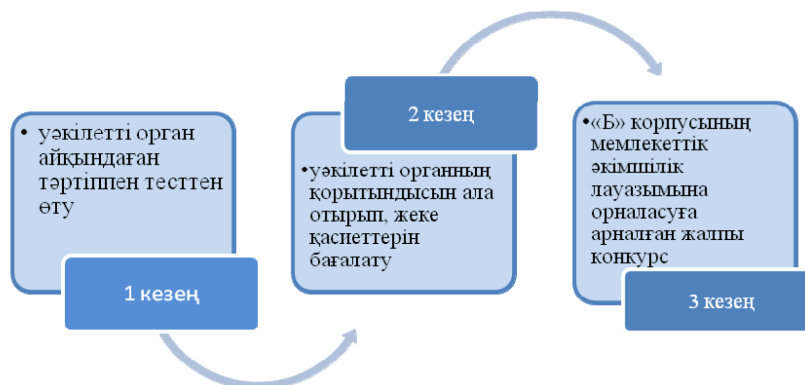 • уәкілетті орган
айқындаған
тәртіппен тесттен
өту
1 кезең
2 кезең
•уәкілетті органның
қорытындысын ала
отырып, жеке
қасиеттерін
бағалату
•«Б» корпусының
мемлекеттік
әкімшілік
лауазымына
орналасуға
арналған жалпы
конкурс
3 кезең